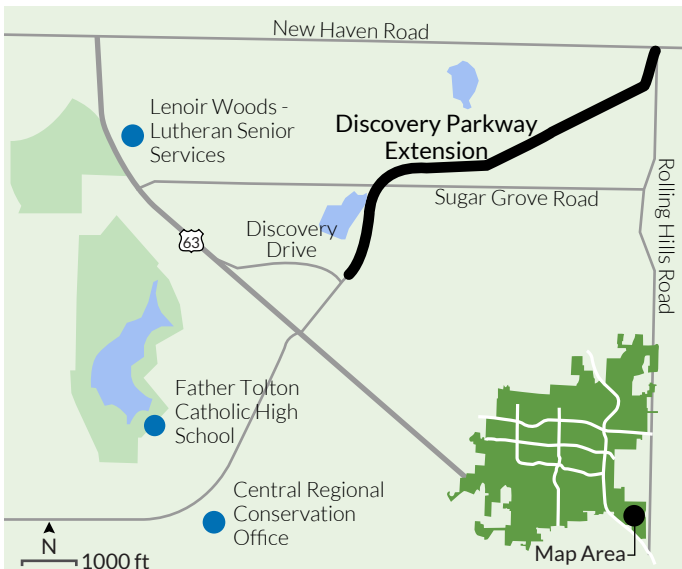 New Haven Road
Lenoir Woods -
Lutheran Senior
Services
Discovery Parkway
Extension
Sugar Grove Road
Rolling Hills Road
Discovery
Drive
63
Father Tolton
Catholic High
School
Central Regional
Conservation
Office
N
1000 ft
Map Area